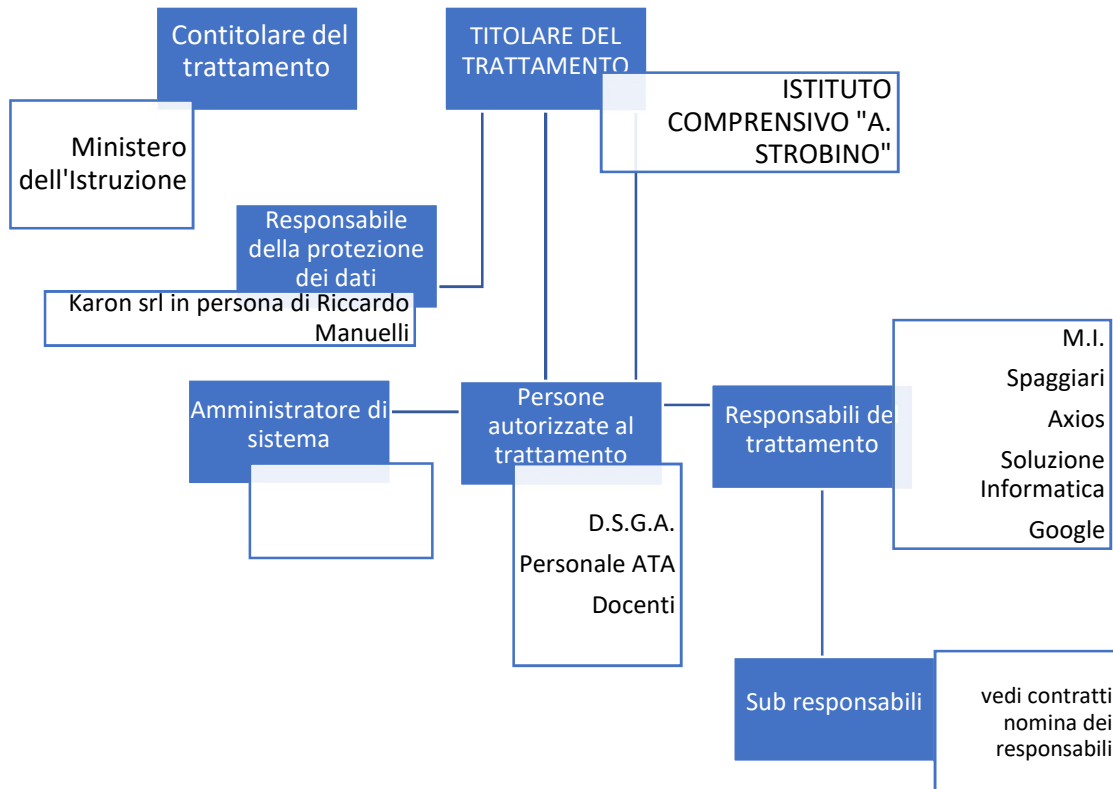 Contitolare del
trattamento
Ministero
dell'Istruzione
TITOLARE DEL
TRATTAMENTO
ISTITUTO
COMPRENSIVO "A.
STROBINO"
Responsabile
della protezione
dei dati
Karon srl in persona di Riccardo
Manuelli
Amministratore di
sistema
Persone
autorizzate al
trattamento
D.S.G.A.
Personale ATA
Docenti
Responsabili del
trattamento
M.I.
Spaggiari
Axios
Soluzione
Informatica
Google
Sub responsabili
vedi contratti
nomina dei
responsabili